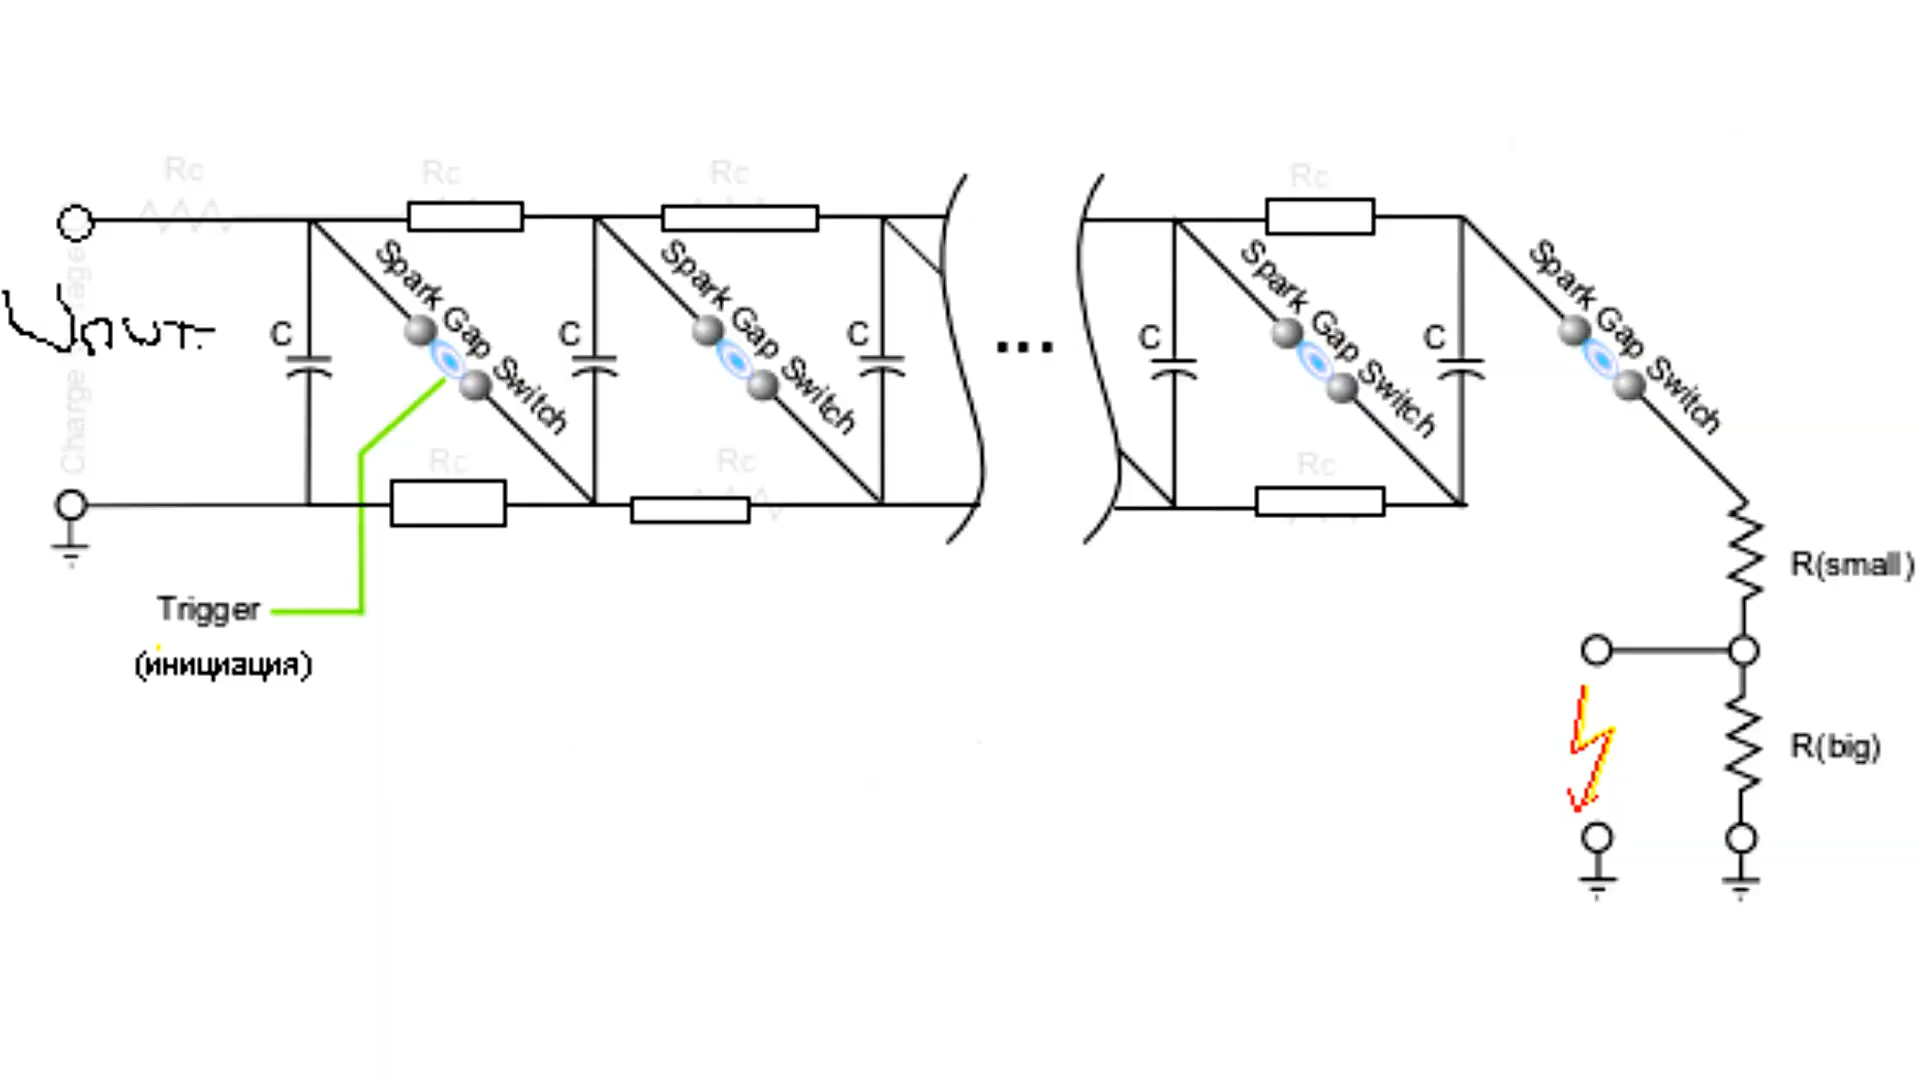 Rc
Rc
Rc
Rc
Spark Gap Switch
Spark Gap Switch
Spark Gap Switch
Spark Gap Switch
C
C
C
...
C
C
Input
Rc
Rc
Rc
R(small)
Trigger
(инициация)
R(big)